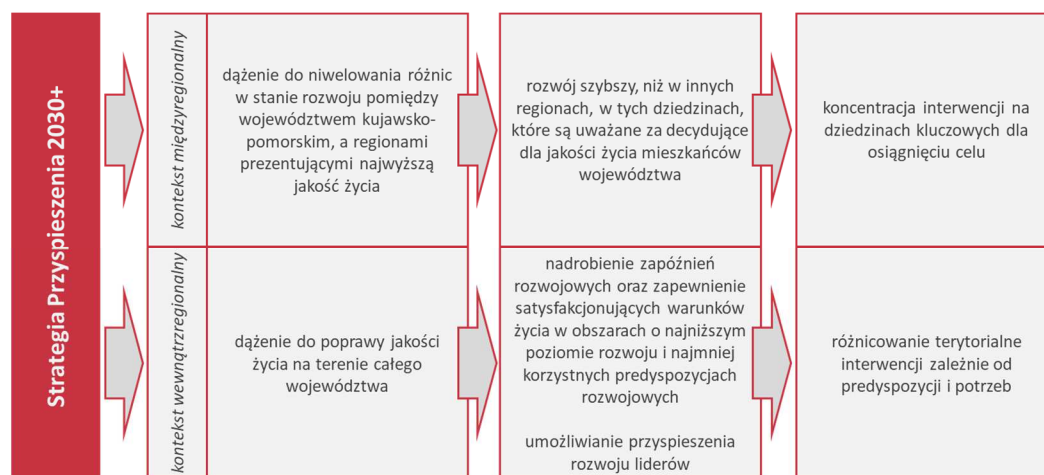 Strategia Przyspieszenia 2030+
kontekst międzyregionalny
dążenie do niwelowania różnic
w stanie rozwoju pomiędzy
województwem kujawsko-
pomorskim, a regionami
prezentującymi najwyższą
jakość życia
rozwój szybszy, niż w innych
regionach, w tych dziedzinach,
które są uważane za decydujące
dla jakości życia mieszkańców
województwa
koncentracja interwencji na
dziedzinach kluczowych dla
osiągnięciu celu
kontekst wewnątrzregionalny
dążenie do poprawy jakości
życia na terenie całego
województwa
nadrobienie zapóźnień
rozwojowych oraz zapewnienie
satysfakcjonujących warunków
życia w obszarach o najniższym
poziomie rozwoju i najmniej
korzystnych predyspozycjach
rozwojowych
umożliwianie przyspieszenia
rozwoju liderów
różnicowanie terytorialne
interwencji zależnie od
predyspozycji i potrzeb